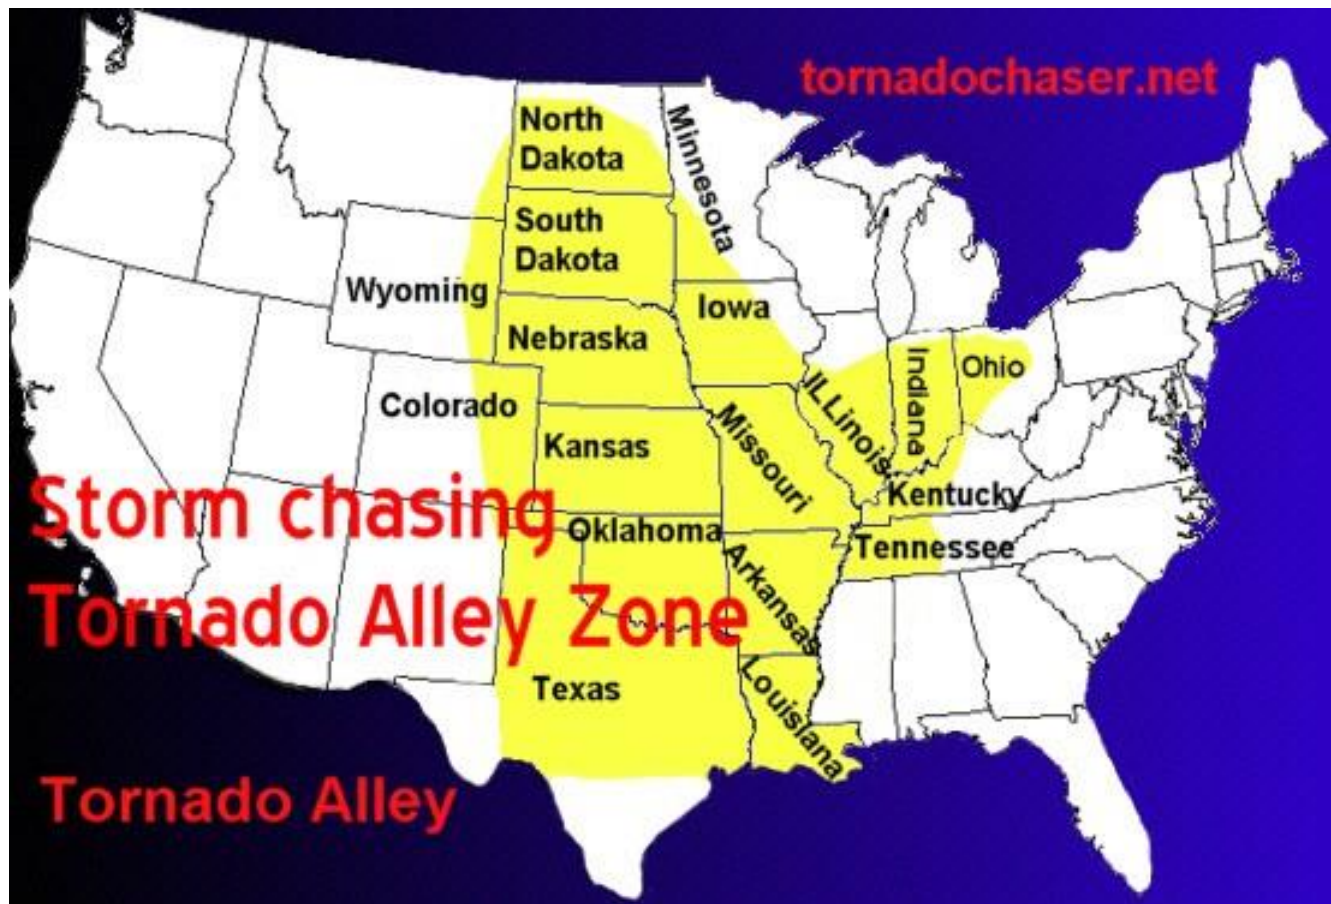 tornadochaser.net
North
Dakota
Minnesota
South
Dakota
Wyoming
Iowa
Nebraska
Ohio
Indiana
Colorado
ILLinois
Missouri
Kansas
Kentucky
Storm chasing
Oklahoma
Tennessee
Arkansas
Tornado Alley Zone
Texas
Louisiana
Tornado Alley